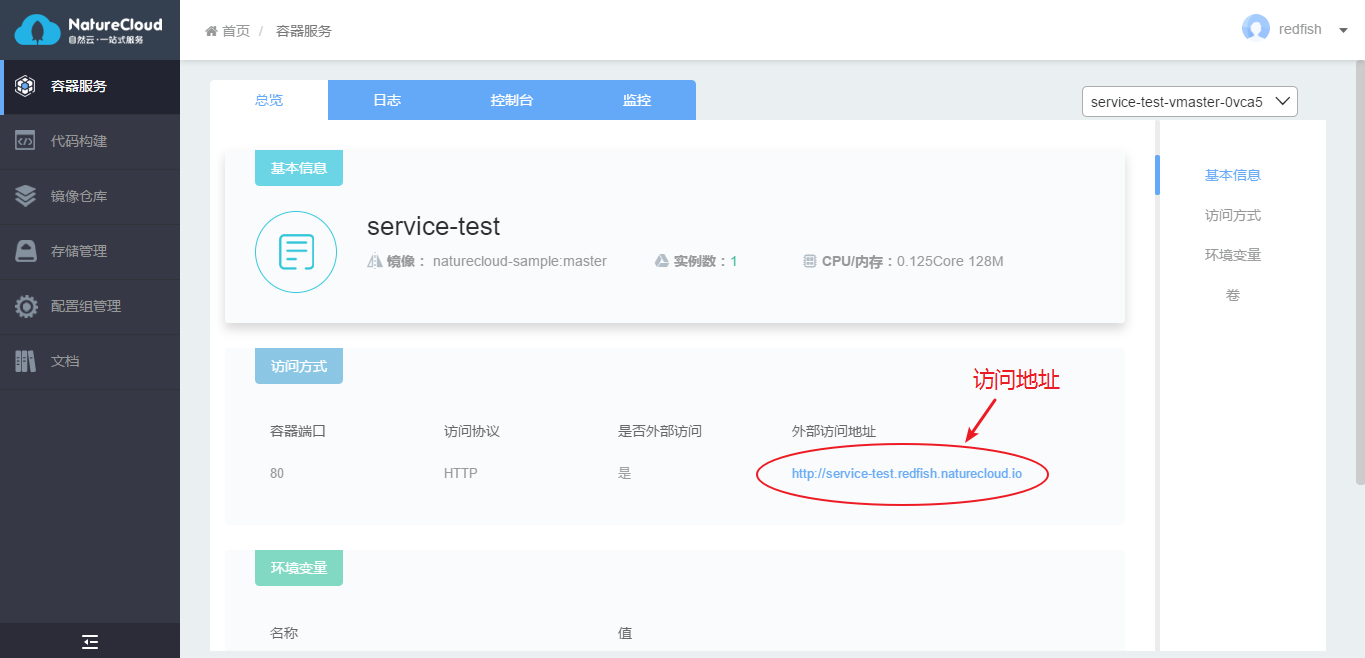 NatureCloud
自然云·一站式服务
首页 / 容器服务
redfish
容器服务
代码构建
镜像仓库
存储管理
配置组管理
文档
总览 日志 控制台 监控
service-test-vmaster-0vca5
基本信息
service-test
镜像： naturecloud-sample:master 实例数：1 CPU/内存：0.125Core 128M
访问方式
访问地址
容器端口 访问协议 是否外部访问 外部访问地址
80 HTTP 是 http://service-test.redfish.naturecloud.io
环境变量
名称 值
基本信息
访问方式
环境变量
卷